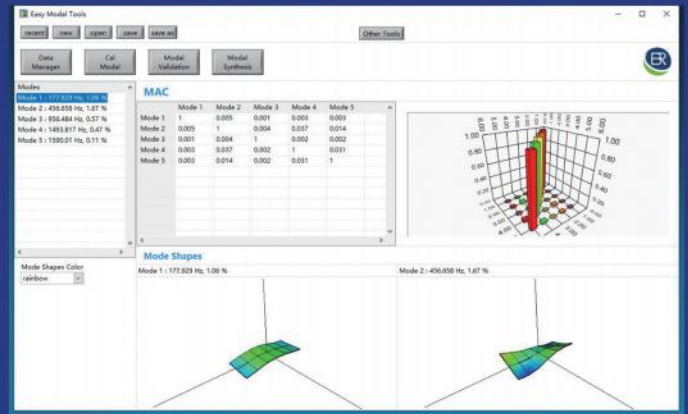 Easy Modal Tools
recent new open save save as
Other Tools
Data Manager
Cal Modal
Modal Validation
Modal Synthesis
Modes
Mode 1 : 177.929 Hz, 1.06 %
Mode 2 : 456.658 Hz, 1.67 %
Mode 3 : 956.484 Hz, 0.57 %
Mode 4 : 1493.817 Hz, 0.47 %
Mode 5 : 1590.01 Hz, 0.11 %
MAC
Mode 1 Mode 2 Mode 3 Mode 4 Mode 5
Mode 1 1 0.005 0.001 0.003 0.003
Mode 2 0.005 1 0.004 0.037 0.014
Mode 3 0.001 0.004 1 0.002 0.002
Mode 4 0.003 0.037 0.002 1 0.031
Mode 5 0.003 0.014 0.002 0.031 1
1.00
0.80
0.60
0.40
0.20
1.00
0.80
0.60
0.40
0.20
Mode Shapes Color
rainbow
Mode Shapes
Mode 1 : 177.929 Hz, 1.06 %
Mode 2 : 456.658 Hz, 1.67 %